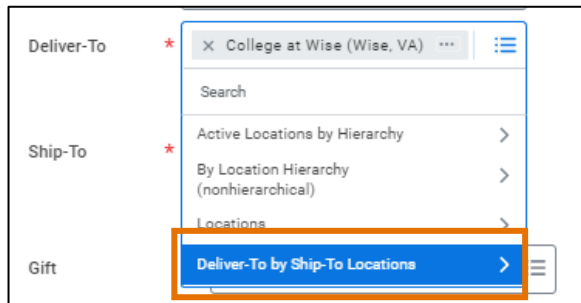 Deliver-To * × College at Wise (Wise, VA) ···
Search
Active Locations by Hierarchy
Ship-To *
By Location Hierarchy
(nonhierarchical)
Locations
Gift
Deliver-To by Ship-To Locations